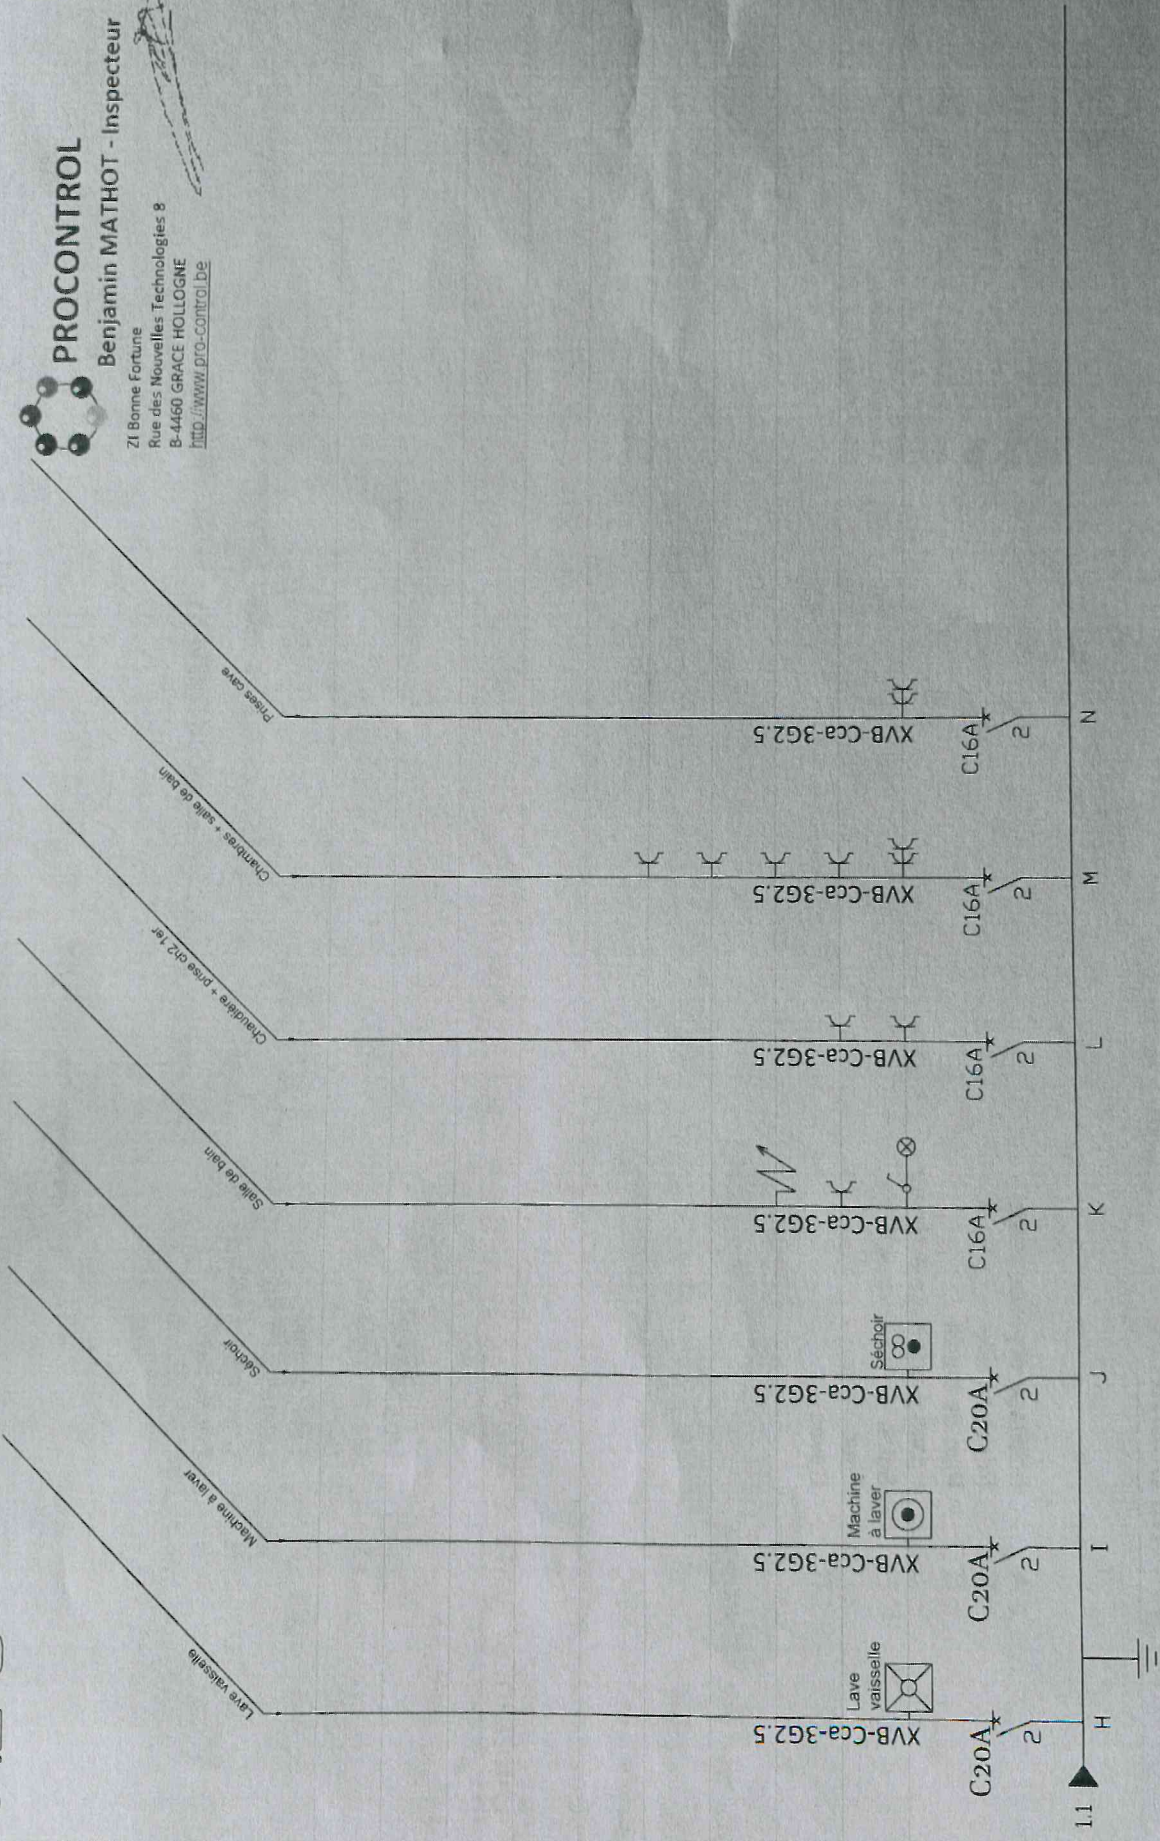 PROCONTROL
Benjamin MATHOT - Inspecteur
ZI Bonne Fortune
Rue des Nouvelles Technologies 8
B-4460 GRACE HOLLOGNE
http://www.pro-control.be
Lave vaisselle
Machine à laver
Séchoir
Salle de bain
Chaudière + prise ch2 1er
Chambres + salle de bain
Prises cave
Lave
vaisselle
Machine
à laver
Séchoir
XVB-Cca-3G2.5
XVB-Cca-3G2.5
XVB-Cca-3G2.5
XVB-Cca-3G2.5
XVB-Cca-3G2.5
XVB-Cca-3G2.5
XVB-Cca-3G2.5
C20A
C20A
C20A
C16A
C16A
C16A
C16A
2
2
2
2
2
2
2
1.1
H
I
J
K
L
M
N